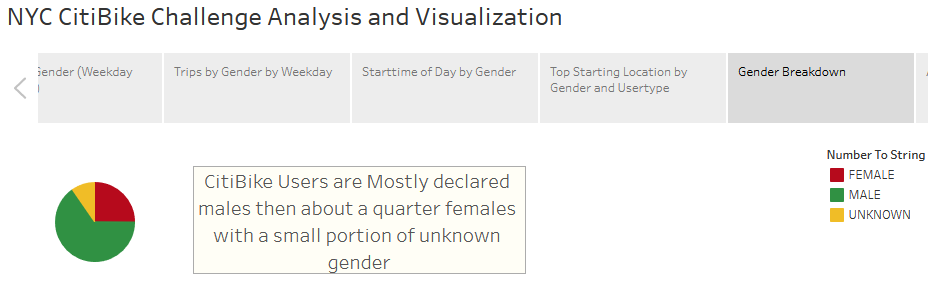 NYC CitiBike Challenge Analysis and Visualization
Gender (Weekday
Trips by Gender by Weekday
Starttime of Day by Gender
Top Starting Location by
Gender and Usertype
Gender Breakdown
Number To String
FEMALE
MALE
UNKNOWN
CitiBike Users are Mostly declared
males then about a quarter females
with a small portion of unknown
gender